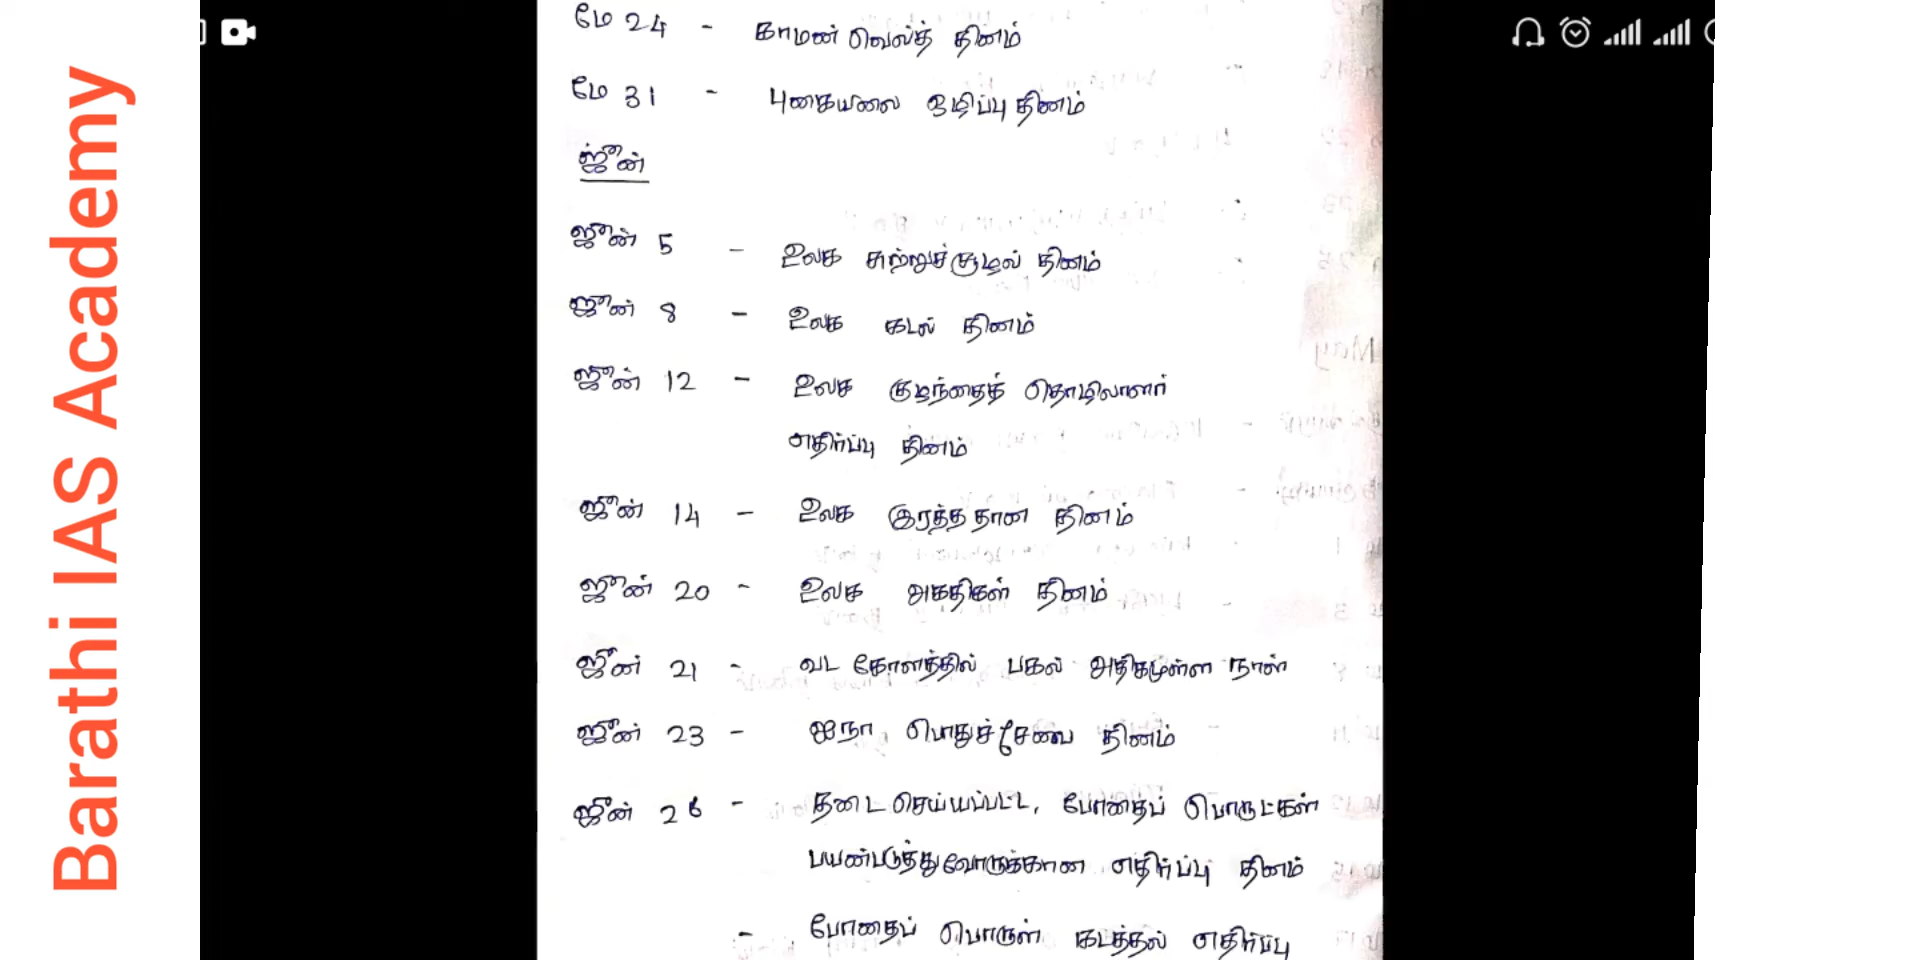 Barathi IAS Academy
மே 24 - காமன் வெல்த் தினம்
மே 31 - புகையலை ஒழிப்பு தினம்
ஜூன்
ஜூன் 5 - உலக சுற்றுச்சூழல் தினம்
ஜூன் 8 - உலக கடல் தினம்
ஜூன் 12 - உலக குழந்தைத் தொழிலாளர்
எதிர்ப்பு தினம்
ஜூன் 14 - உலக இரத்ததான தினம்
ஜூன் 20 - உலக அகதிகள் தினம்
ஜூன் 21 - வட கோளத்தில் பகல் அதிகமுள்ள நாள்
ஜூன் 23 - ஐநா பொதுச்சேவை தினம்
ஜூன் 26 - தடைசெய்யப்பட்ட, போதைப் பொருட்கள்
பயன்படுத்துவோருக்கான எதிர்ப்பு தினம்
- போதைப் பொருள் கடத்தல் எதிர்ப்பு